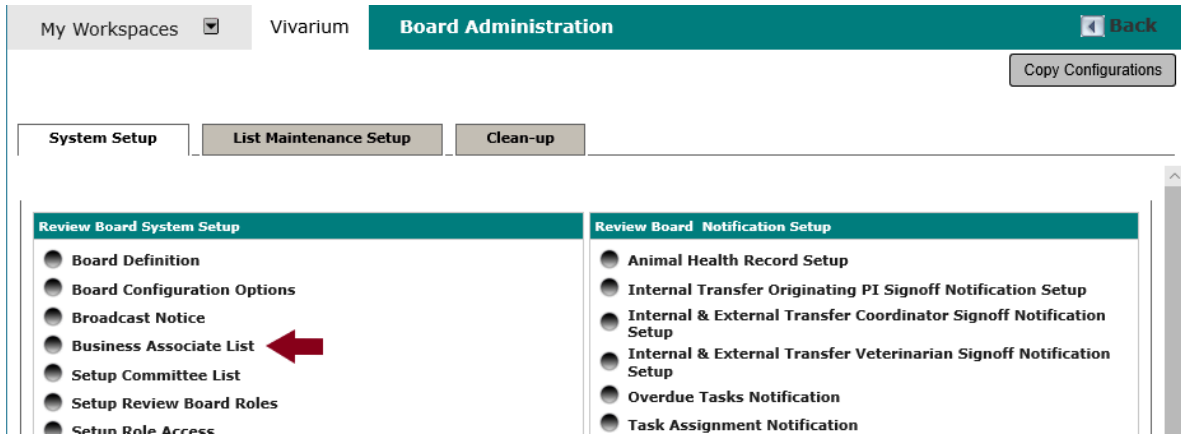 My Workspaces
Vivarium
Board Administration
Back
Copy Configurations
System Setup
List Maintenance Setup
Clean-up
Review Board System Setup
Board Definition
Board Configuration Options
Broadcast Notice
Business Associate List
Setup Committee List
Setup Review Board Roles
Setup Role Access
Review Board Notification Setup
Animal Health Record Setup
Internal Transfer Originating PI Signoff Notification Setup
Internal & External Transfer Coordinator Signoff Notification
Setup
Internal & External Transfer Veterinarian Signoff Notification
Setup
Overdue Tasks Notification
Task Assignment Notification